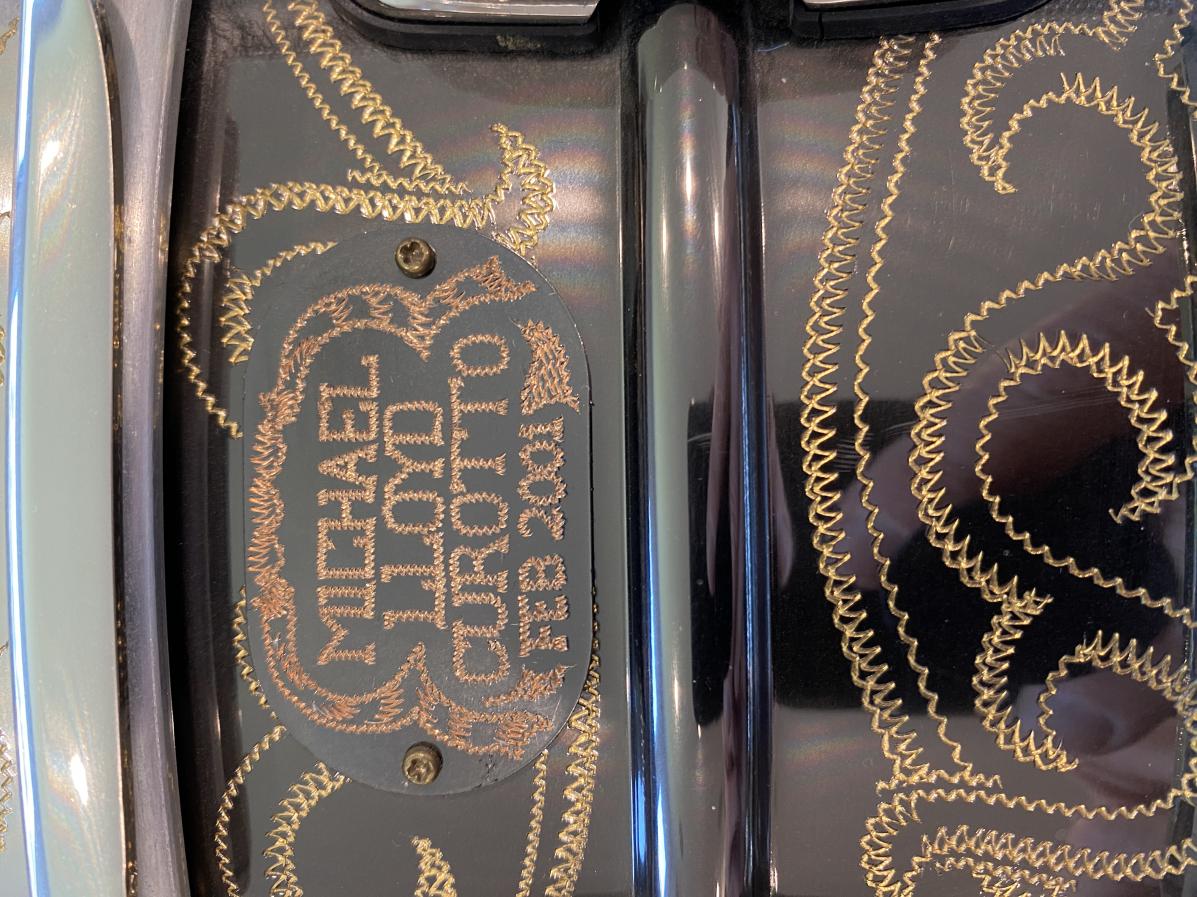 MICHAEL
LLOYD
CUROTTO
FEB 2001